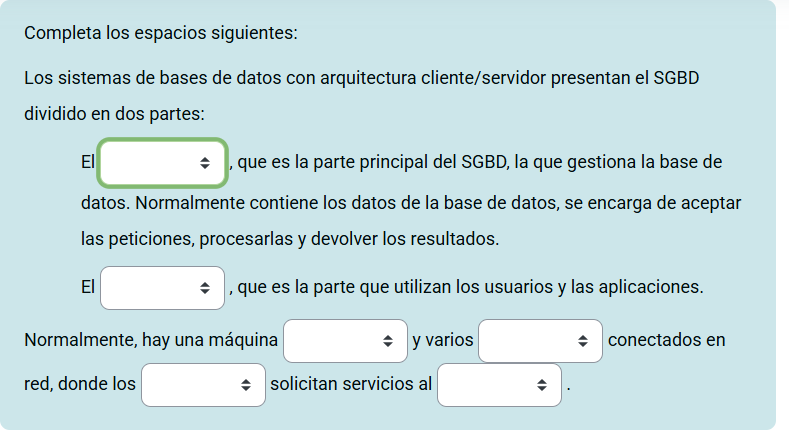 Completa los espacios siguientes:
Los sistemas de bases de datos con arquitectura cliente/servidor presentan el SGBD
dividido en dos partes:
El , que es la parte principal del SGBD, la que gestiona la base de
datos. Normalmente contiene los datos de la base de datos, se encarga de aceptar
las peticiones, procesarlas y devolver los resultados.
El , que es la parte que utilizan los usuarios y las aplicaciones.
Normalmente, hay una máquina y varios conectados en
red, donde los solicitan servicios al .